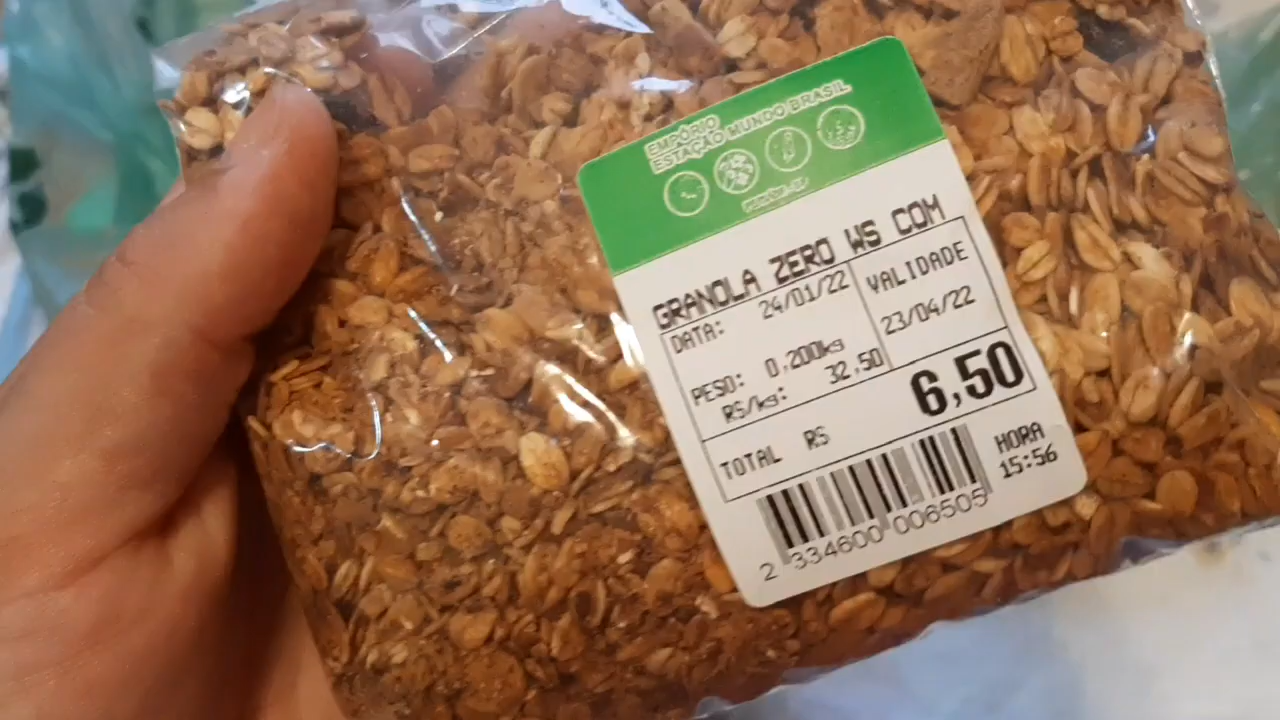 EMPÓRIO
ESTAÇÃO MUNDO BRASIL
GRANOLA ZERO WS COM
DATA: 24/01/22
VALIDADE
23/04/22
PESO: 0,200kg
R$/kg: 32,50
TOTAL R$ 6,50
HORA
15:56
2 334600 006505